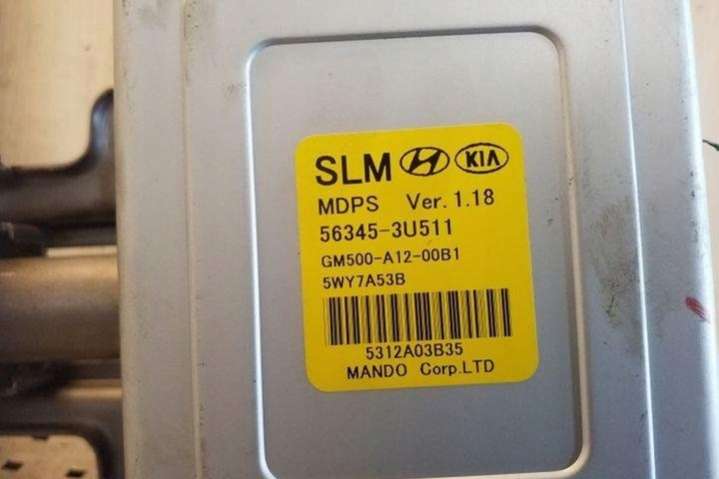 SLM KIA
MDPS Ver. 1.18
56345-3U511
GM500-A12-00B1
5WY7A53B
5312A03B35
MANDO Corp.LTD